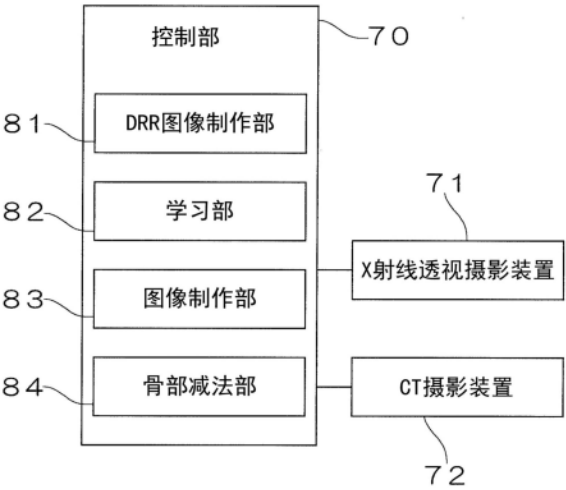 控制部
70
81
DRR图像制作部
82
学习部
71
X射线透视摄影装置
83
图像制作部
84
骨部减法部
CT摄影装置
72